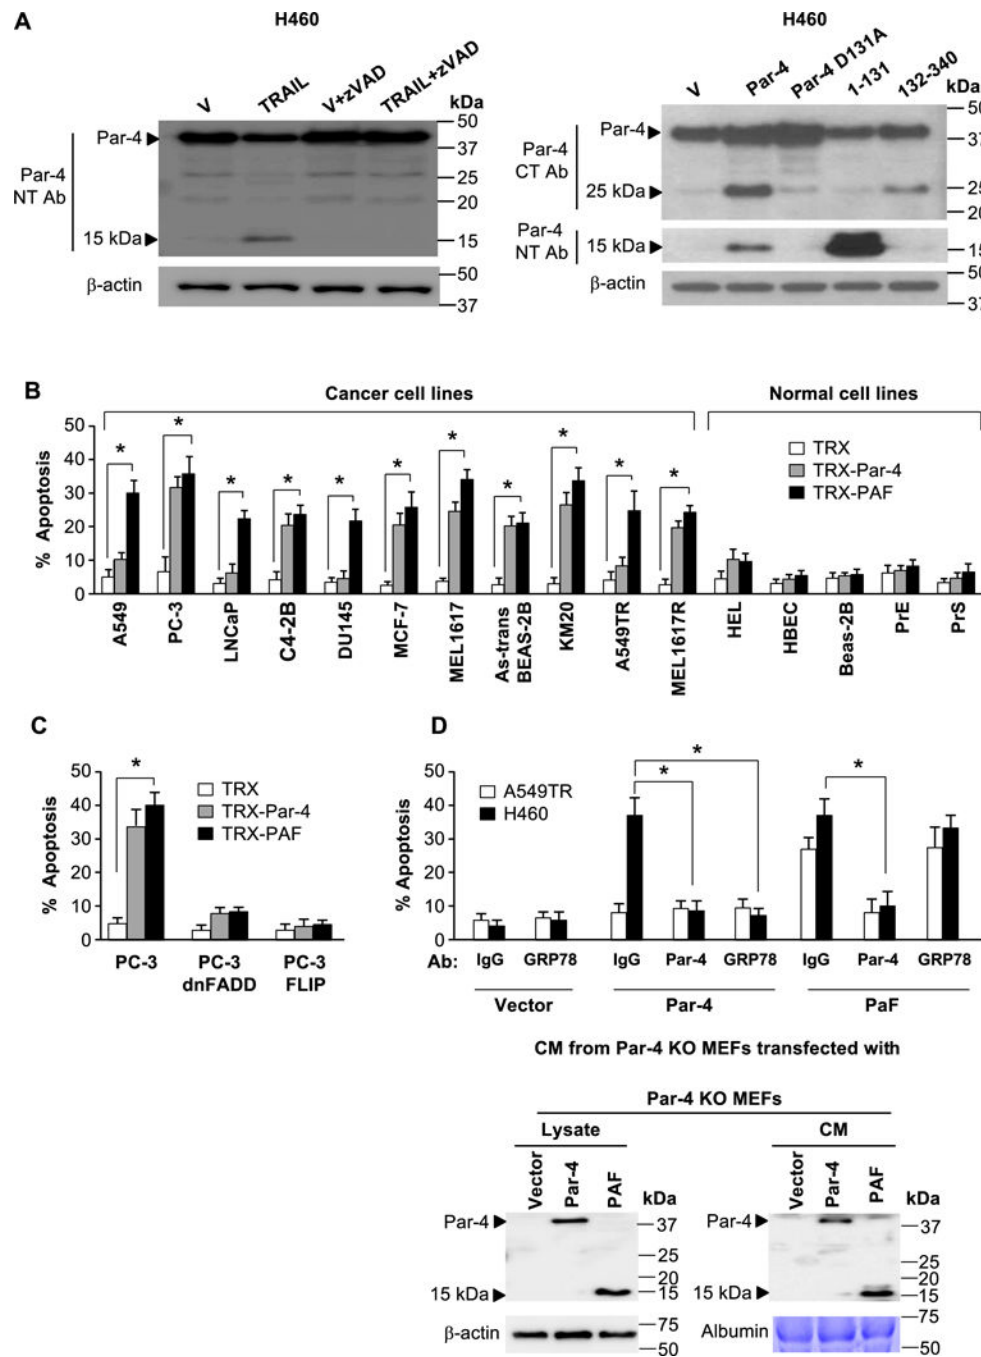 A
H460
V
TRAIL
V+zVAD
TRAIL+zVAD
kDa
Par-4
Par-4
NT Ab
15 kDa
50
37
25
20
15
β-actin
50
37
H460
V
Par-4
Par-4 D131A
1-131
132-340
kDa
Par-4
Par-4
CT Ab
25 kDa
50
37
25
20
Par-4
NT Ab
15 kDa
15
β-actin
50
37
B
Cancer cell lines
Normal cell lines
% Apoptosis
50
40
30
20
10
0
* * * * * * * * * * *
TRX
TRX-Par-4
TRX-PAF
A549
PC-3
LNCaP
C4-2B
DU145
MCF-7
MEL1617
As-trans
BEAS-2B
KM20
A549TR
MEL1617R
HEL
HBEC
Beas-2B
PrE
PrS
C
% Apoptosis
50
40
30
20
10
0
*
TRX
TRX-Par-4
TRX-PAF
PC-3
PC-3
dnFADD
PC-3
FLIP
D
% Apoptosis
50
40
30
20
10
0
A549TR
H460
* * *
Ab: IgG GRP78 IgG Par-4 GRP78 IgG Par-4 GRP78
Vector Par-4 PaF
CM from Par-4 KO MEFs transfected with
Par-4 KO MEFs
Lysate
Vector
Par-4
PAF
kDa
Par-4
15 kDa
37
25
20
15
β-actin
75
50
CM
Vector
Par-4
PAF
kDa
Par-4
15 kDa
37
25
20
15
Albumin
75
50